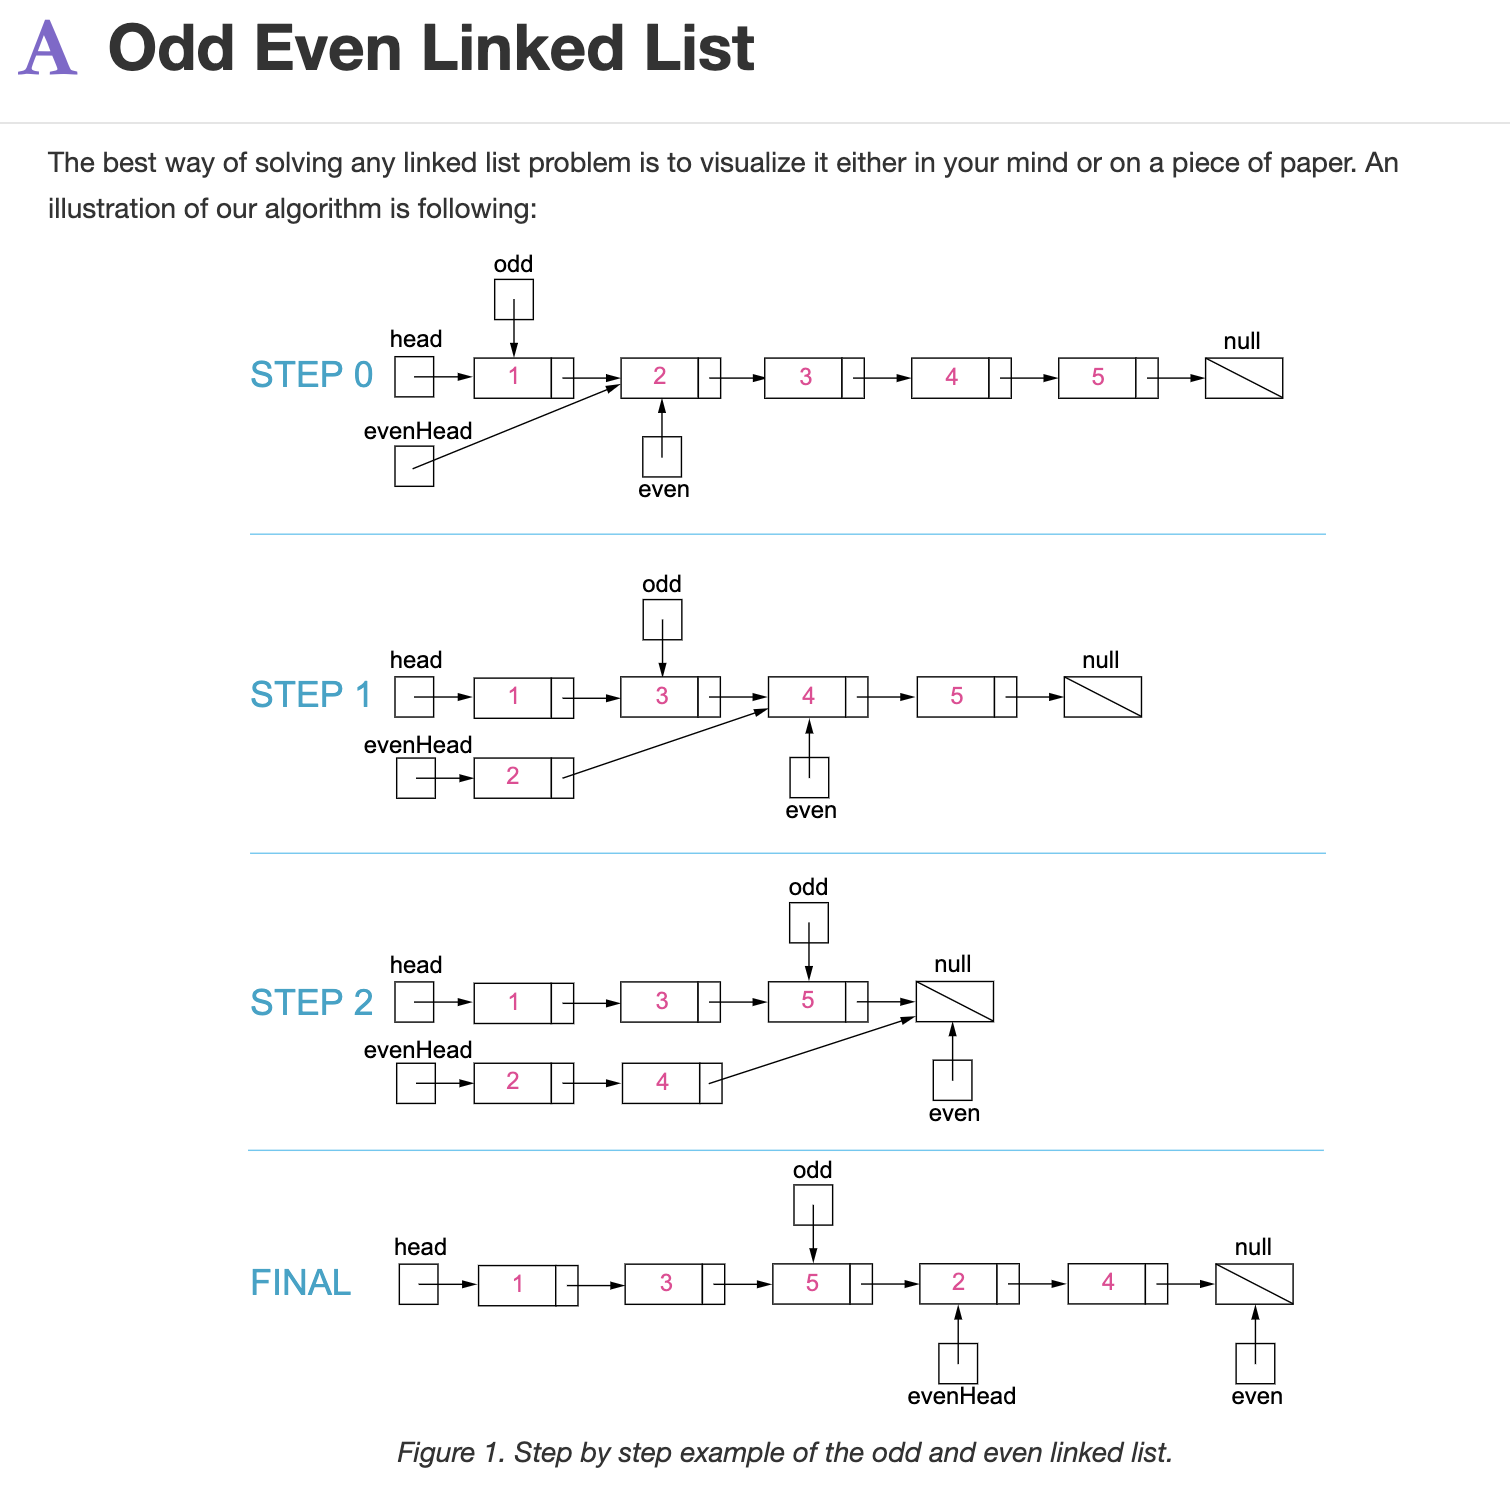 A Odd Even Linked List
The best way of solving any linked list problem is to visualize it either in your mind or on a piece of paper. An
illustration of our algorithm is following:
odd
head
null
STEP 0
1
2
3
4
5
evenHead
even
odd
head
null
STEP 1
1
3
4
5
evenHead
2
even
odd
head
null
STEP 2
1
3
5
evenHead
2
4
even
odd
head
null
FINAL
1
3
5
2
4
evenHead
even
Figure 1. Step by step example of the odd and even linked list.